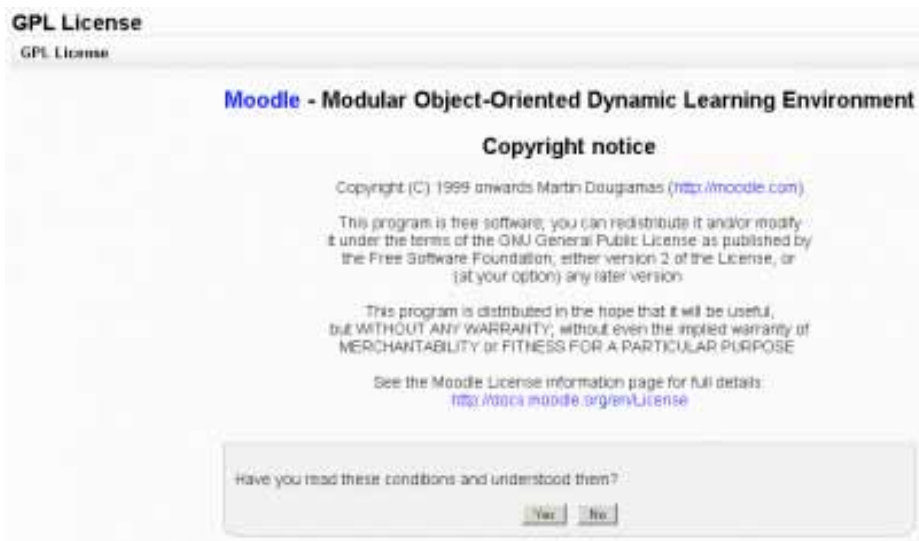 GPL License
GPL License
Moodle - Modular Object-Oriented Dynamic Learning Environment
Copyright notice
Copyright (C) 1999 onwards Martin Dougiamas (http://moodle.com)
This program is free software; you can redistribute it and/or modify
it under the terms of the GNU General Public License as published by
the Free Software Foundation; either version 2 of the License, or
(at your option) any later version.
This program is distributed in the hope that it will be useful,
but WITHOUT ANY WARRANTY; without even the implied warranty of
MERCHANTABILITY or FITNESS FOR A PARTICULAR PURPOSE
See the Moodle License information page for full details:
http://docs.moodle.org/en/License
Have you read these conditions and understood them?
Yes No